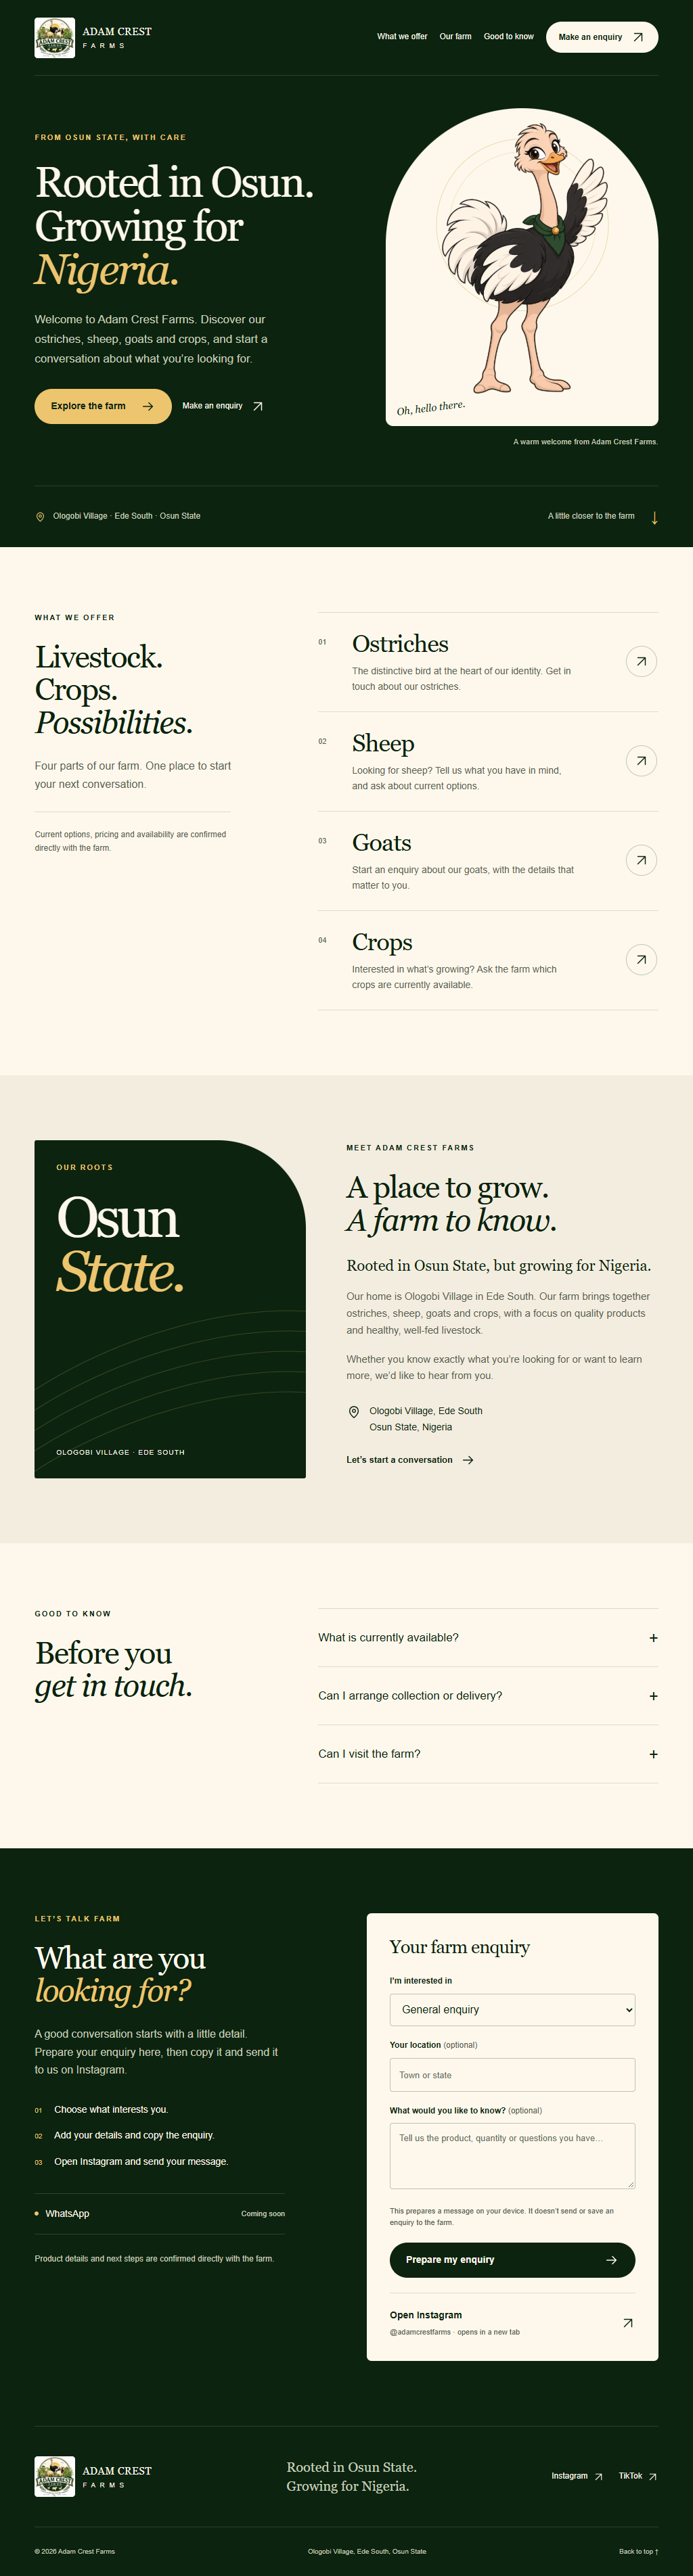 ADAM CREST
ADAM CREST
FARMS
What we offer
Our farm
Good to know
Make an enquiry
FROM OSUN STATE, WITH CARE
Rooted in Osun.
Growing for
Nigeria.
Welcome to Adam Crest Farms. Discover our
ostriches, sheep, goats and crops, and start a
conversation about what you're looking for.
Explore the farm
Make an enquiry
Oh, hello there.
A warm welcome from Adam Crest Farms.
Ologobi Village · Ede South · Osun State
A little closer to the farm
WHAT WE OFFER
Livestock.
Crops.
Possibilities.
Four parts of our farm. One place to start
your next conversation.
Current options, pricing and availability are confirmed
directly with the farm.
01
Ostriches
The distinctive bird at the heart of our identity. Get in
touch about our ostriches.
02
Sheep
Looking for sheep? Tell us what you have in mind,
and ask about current options.
03
Goats
Start an enquiry about our goats, with the details that
matter to you.
04
Crops
Interested in what's growing? Ask the farm which
crops are currently available.
OUR ROOTS
Osun
State.
OLOGOBI VILLAGE · EDE SOUTH
MEET ADAM CREST FARMS
A place to grow.
A farm to know.
Rooted in Osun State, but growing for Nigeria.
Our home is Ologobi Village in Ede South. Our farm brings together
ostriches, sheep, goats and crops, with a focus on quality products
and healthy, well-fed livestock.
Whether you know exactly what you're looking for or want to learn
more, we'd like to hear from you.
Ologobi Village, Ede South
Osun State, Nigeria
Let's start a conversation
GOOD TO KNOW
Before you
get in touch.
What is currently available?
+
Can I arrange collection or delivery?
+
Can I visit the farm?
+
LET'S TALK FARM
What are you
looking for?
A good conversation starts with a little detail.
Prepare your enquiry here, then copy it and send it
to us on Instagram.
01 Choose what interests you.
02 Add your details and copy the enquiry.
03 Open Instagram and send your message.
WhatsApp
Coming soon
Product details and next steps are confirmed directly with the farm.
Your farm enquiry
I'm interested in
General enquiry
Your location (optional)
Town or state
What would you like to know? (optional)
Tell us the product, quantity or questions you have…
This prepares a message on your device. It doesn't send or save an
enquiry to the farm.
Prepare my enquiry
Open Instagram
@adamcrestfarms · opens in a new tab
ADAM CREST
ADAM CREST
FARMS
Rooted in Osun State.
Growing for Nigeria.
Instagram
TikTok
© 2026 Adam Crest Farms
Ologobi Village, Ede South, Osun State
Back to top ↑